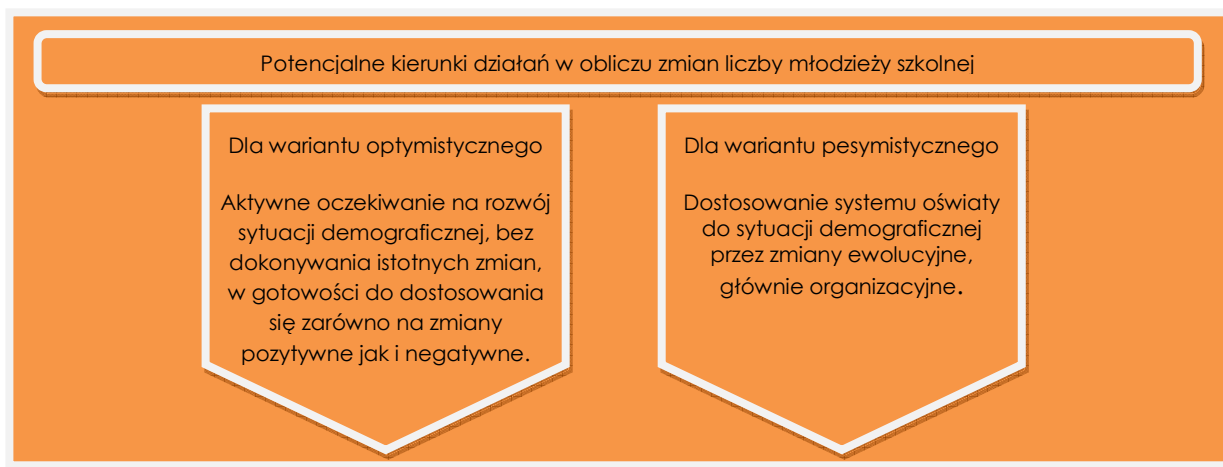 Potencjalne kierunki działań w obliczu zmian liczby młodzieży szkolnej
Dla wariantu optymistycznego
Aktywne oczekiwanie na rozwój
sytuacji demograficznej, bez
dokonywania istotnych zmian,
w gotowości do dostosowania
się zarówno na zmiany
pozytywne jak i negatywne.
Dla wariantu pesymistycznego
Dostosowanie systemu oświaty
do sytuacji demograficznej
przez zmiany ewolucyjne,
głównie organizacyjne.